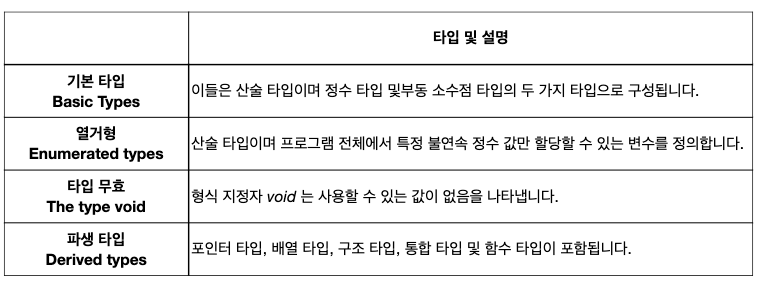 타입 및 설명
기본 타입
Basic Types
이들은 산술 타입이며 정수 타입 및부동 소수점 타입의 두 가지 타입으로 구성됩니다.
열거형
Enumerated types
산술 타입이며 프로그램 전체에서 특정 불연속 정수 값만 할당할 수 있는 변수를 정의합니다.
타입 무효
The type void
형식 지정자 void 는 사용할 수 있는 값이 없음을 나타냅니다.
파생 타입
Derived types
포인터 타입, 배열 타입, 구조 타입, 통합 타입 및 함수 타입이 포함됩니다.